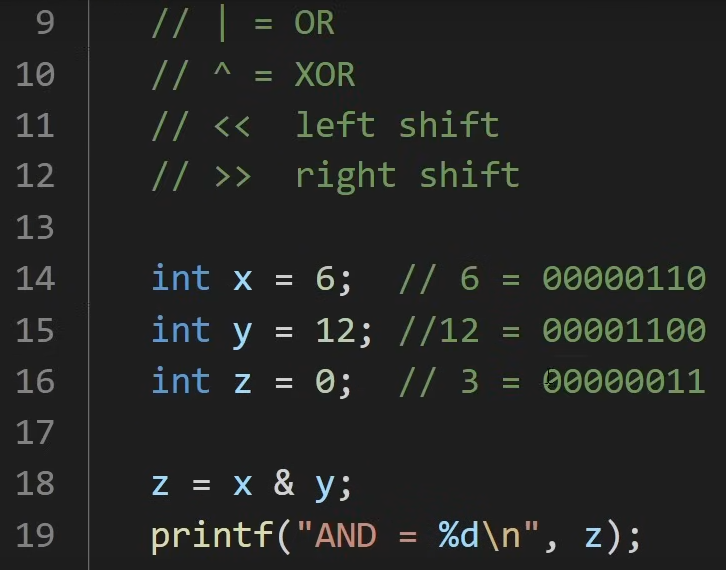 9 // | = OR
10 // ^ = XOR
11 // << left shift
12 // >> right shift
13
14 int x = 6; // 6 = 00000110
15 int y = 12; //12 = 00001100
16 int z = 0; // 3 = 00000011
17
18 z = x & y;
19 printf("AND = %d\n", z);